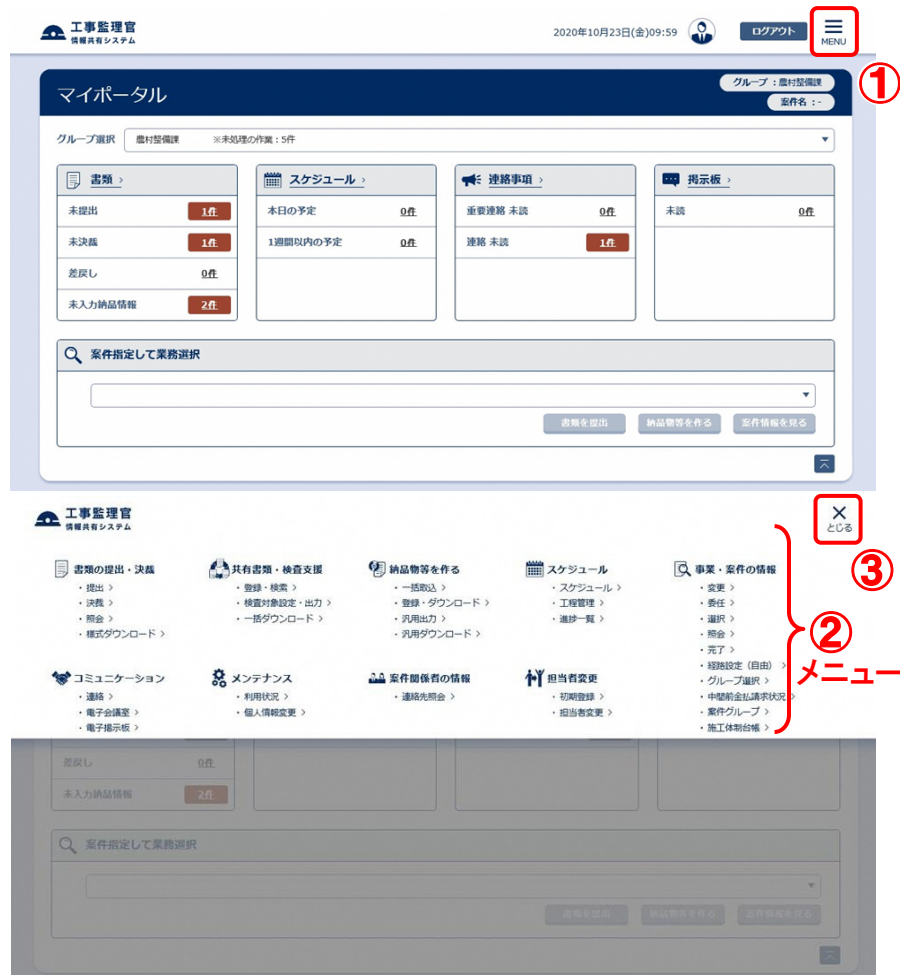 工事監理官
情報共有システム
2020年10月23日(金)09:59
ログアウト
MENU
①
マイポータル
グループ：農村整備課
案件名：-
グループ選択
農村整備課 ※未処理の作業：5件
書類 ›
スケジュール ›
連絡事項 ›
掲示板 ›
未提出 1件
本日の予定 0件
重要連絡 未読 0件
未読 0件
未決裁 1件
1週間以内の予定 0件
連絡 未読 1件
差戻し 0件
未入力納品情報 2件
案件指定して業務選択
書類を提出
納品物等を作る
案件情報を見る
工事監理官
情報共有システム
とじる
③
書類の提出・決裁
・提出 ›
・決裁 ›
・照会 ›
・様式ダウンロード ›
共有書類・検査支援
・登録・検索 ›
・検査対象設定・出力 ›
・一括ダウンロード ›
納品物等を作る
・一括取込 ›
・登録・ダウンロード ›
・汎用出力 ›
・汎用ダウンロード ›
スケジュール
・スケジュール ›
・工程管理 ›
・進捗一覧 ›
事業・案件の情報
・変更 ›
・委任 ›
・選択 ›
・照会 ›
・完了 ›
・経路設定（自由） ›
・グループ選択 ›
・中間前金払請求状況 ›
・案件グループ ›
・施工体制台帳 ›
②
メニュー
コミュニケーション
・連絡 ›
・電子会議室 ›
・電子掲示板 ›
メンテナンス
・利用状況 ›
・個人情報変更 ›
案件関係者の情報
・連絡先照会 ›
担当者変更
・初期登録 ›
・担当者変更 ›
差戻し 0件
未入力納品情報 2件
案件指定して業務選択
書類を提出
納品物等を作る
案件情報を見る